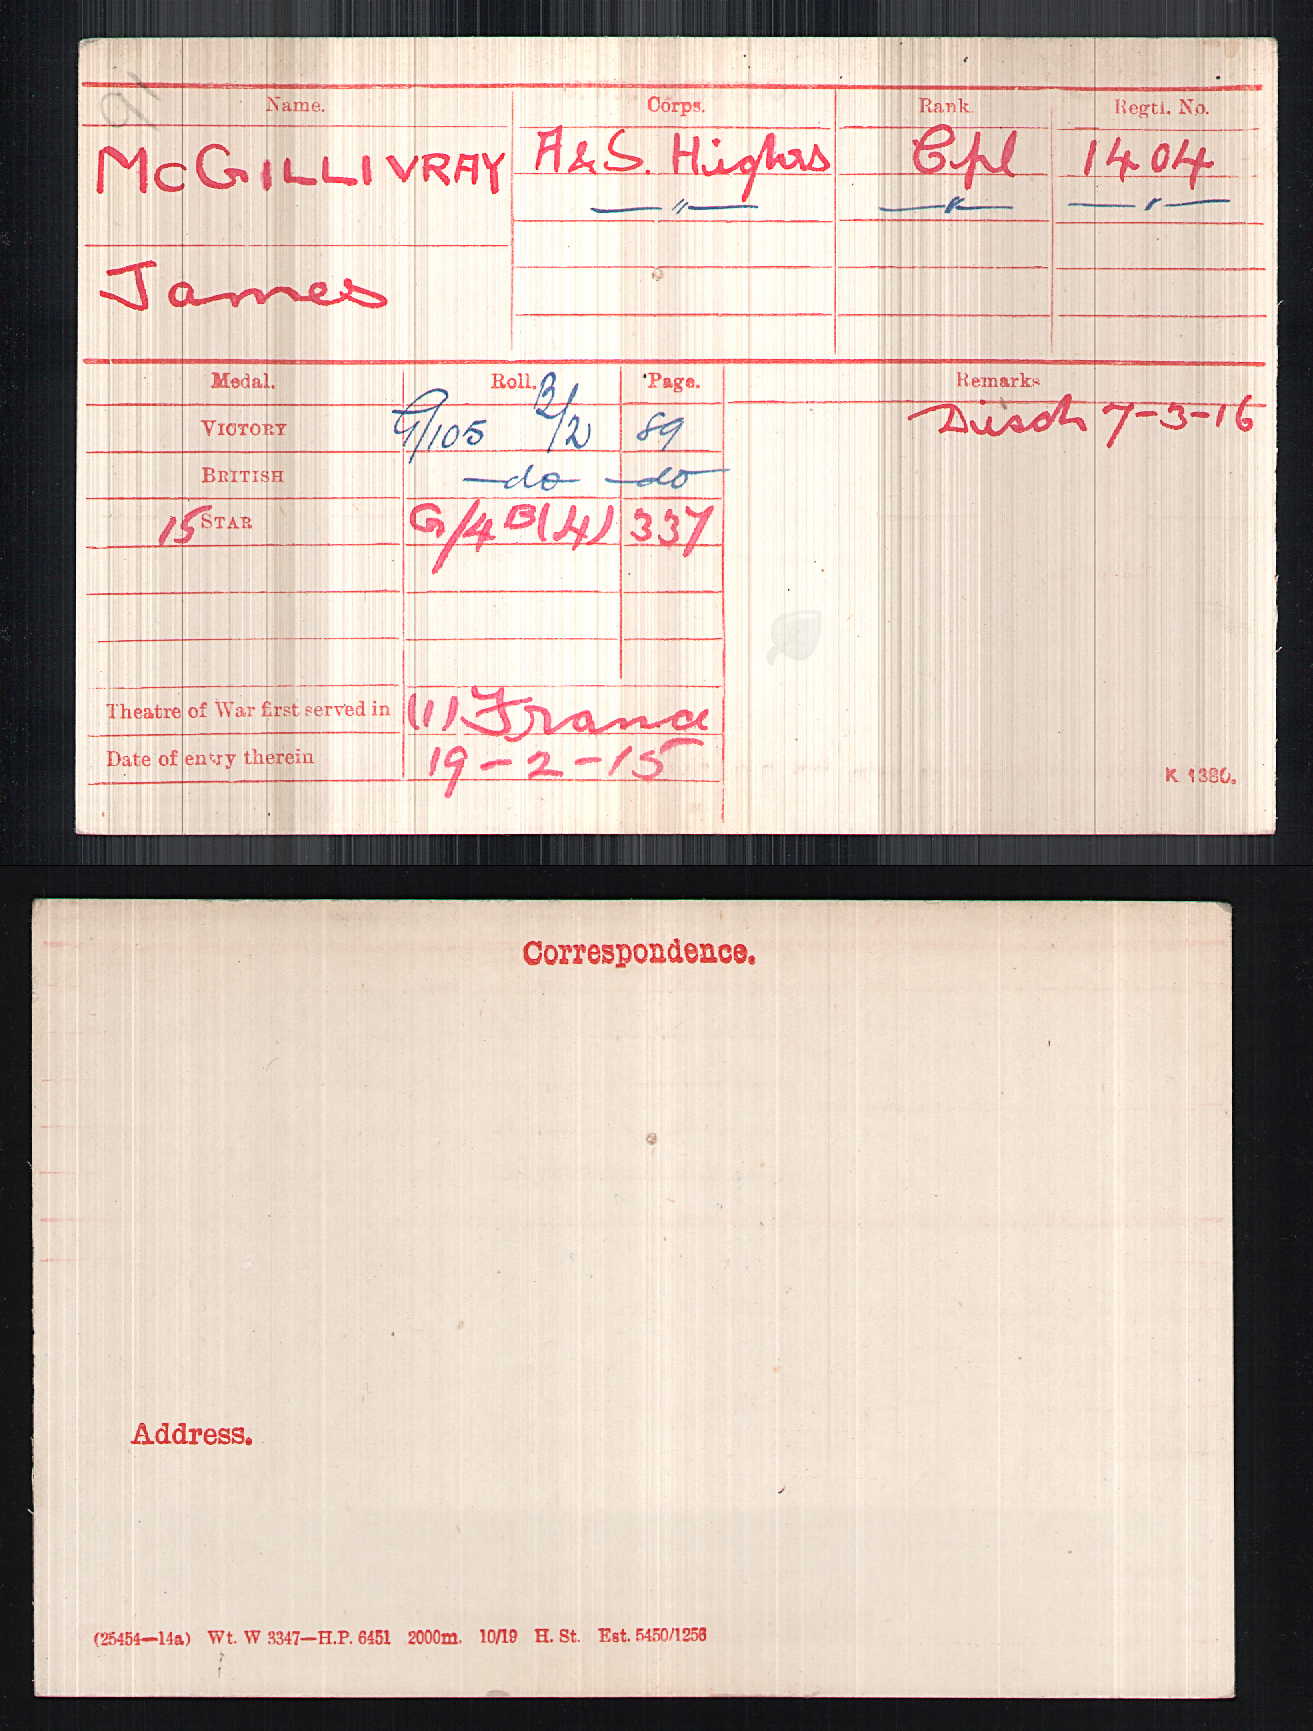 Name. Corps. Rank. Regtl. No.
McGILLIVRAY A&S. Highrs Cpl 1404
—〃— —〃— —〃—
James
Medal. Roll. Page. Remarks
VICTORY G/105 B/2 89 Disch 7-3-16
BRITISH —do— —do—
15 STAR G/4 B(4) 337
Theatre of War first served in (1) France
Date of entry therein 19-2-15
K 1380.
Correspondence.
Address.
(25454—14a) Wt. W 3347—H.P. 6451 2000m. 10/19 H. St. Est. 5450/1256